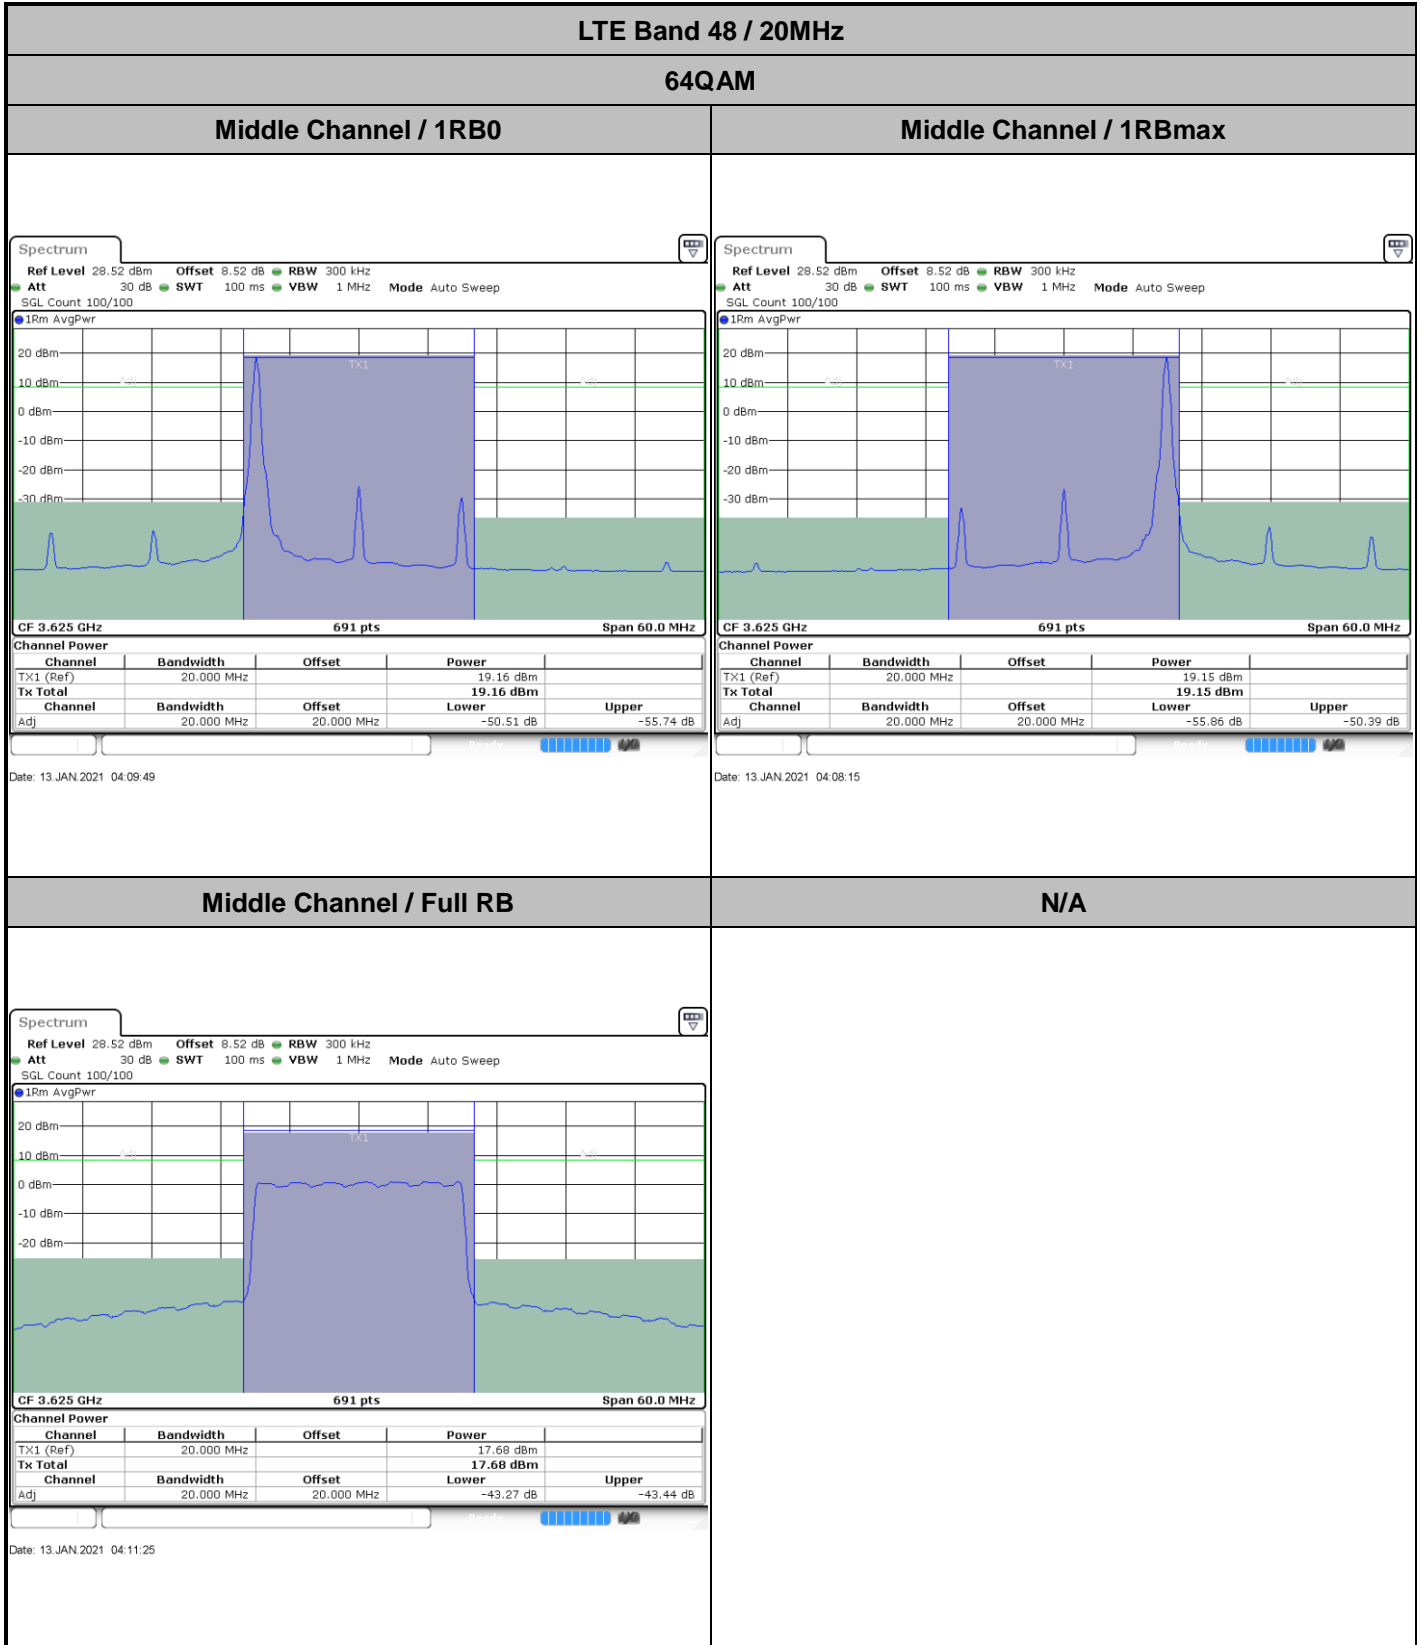 LTE Band 48 / 20MHz
64QAM
Middle Channel / 1RB0
Middle Channel / 1RBmax
Spectrum
Ref Level 28.52 dBm Offset 8.52 dB RBW 300 kHz
Att 30 dB SWT 100 ms VBW 1 MHz Mode Auto Sweep
SGL Count 100/100
1Rm AvgPwr
TX1
20 dBm
Adj
Adj
10 dBm
0 dBm
-10 dBm
-20 dBm
-30 dBm
CF 3.625 GHz 691 pts Span 60.0 MHz
Channel Power
Channel Bandwidth Offset Power
TX1 (Ref) 20.000 MHz 19.16 dBm
Tx Total 19.16 dBm
Channel Bandwidth Offset Lower Upper
Adj 20.000 MHz 20.000 MHz -50.51 dB -55.74 dB
Ready
Date: 13.JAN.2021 04:09:49
Spectrum
Ref Level 28.52 dBm Offset 8.52 dB RBW 300 kHz
Att 30 dB SWT 100 ms VBW 1 MHz Mode Auto Sweep
SGL Count 100/100
1Rm AvgPwr
TX1
20 dBm
Adj
Adj
10 dBm
0 dBm
-10 dBm
-20 dBm
-30 dBm
CF 3.625 GHz 691 pts Span 60.0 MHz
Channel Power
Channel Bandwidth Offset Power
TX1 (Ref) 20.000 MHz 19.15 dBm
Tx Total 19.15 dBm
Channel Bandwidth Offset Lower Upper
Adj 20.000 MHz 20.000 MHz -55.86 dB -50.39 dB
Ready
Date: 13.JAN.2021 04:08:15
Middle Channel / Full RB
N/A
Spectrum
Ref Level 28.52 dBm Offset 8.52 dB RBW 300 kHz
Att 30 dB SWT 100 ms VBW 1 MHz Mode Auto Sweep
SGL Count 100/100
1Rm AvgPwr
20 dBm
TX1
Adj
Adj
10 dBm
0 dBm
-10 dBm
-20 dBm
CF 3.625 GHz 691 pts Span 60.0 MHz
Channel Power
Channel Bandwidth Offset Power
TX1 (Ref) 20.000 MHz 17.68 dBm
Tx Total 17.68 dBm
Channel Bandwidth Offset Lower Upper
Adj 20.000 MHz 20.000 MHz -43.27 dB -43.44 dB
Ready
Date: 13.JAN.2021 04:11:25